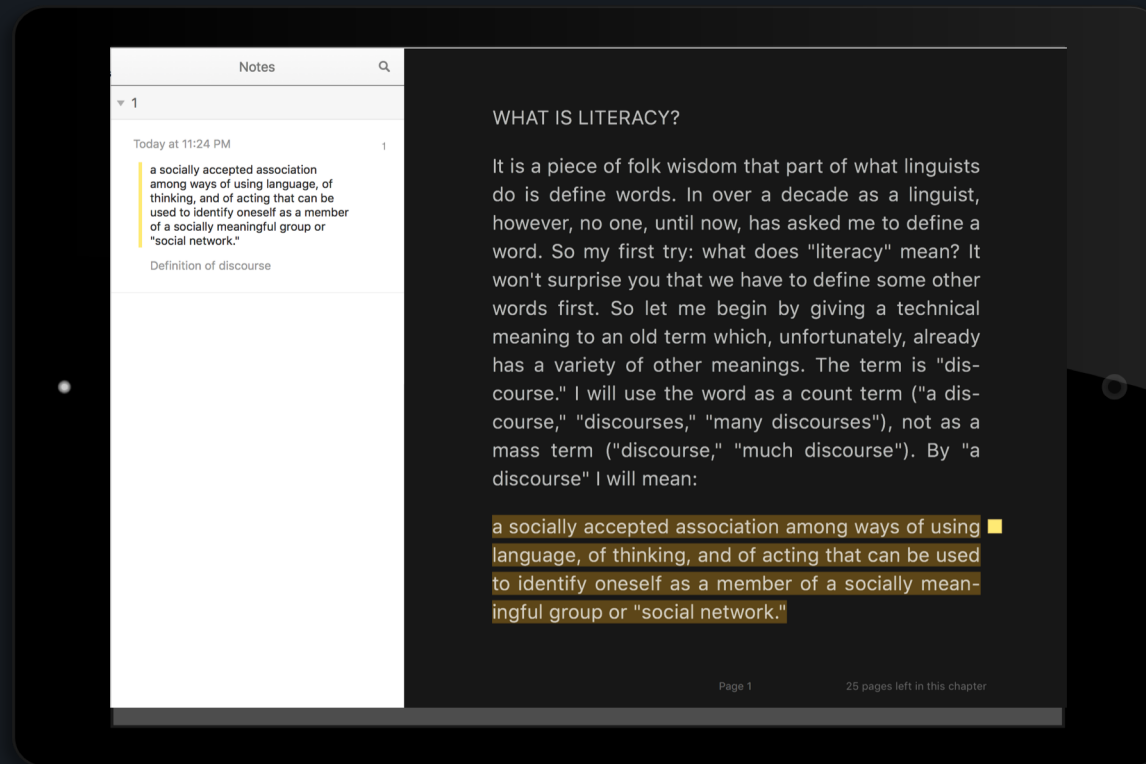 Notes
1
Today at 11:24 PM
1
a socially accepted association
among ways of using language, of
thinking, and of acting that can be
used to identify oneself as a member
of a socially meaningful group or
"social network."
Definition of discourse
WHAT IS LITERACY?
It is a piece of folk wisdom that part of what linguists
do is define words. In over a decade as a linguist,
however, no one, until now, has asked me to define a
word. So my first try: what does "literacy" mean? It
won't surprise you that we have to define some other
words first. So let me begin by giving a technical
meaning to an old term which, unfortunately, already
has a variety of other meanings. The term is "dis-
course." I will use the word as a count term ("a dis-
course," "discourses," "many discourses"), not as a
mass term ("discourse," "much discourse"). By "a
discourse" I will mean:
a socially accepted association among ways of using
language, of thinking, and of acting that can be used
to identify oneself as a member of a socially mean-
ingful group or "social network."
Page 1
25 pages left in this chapter